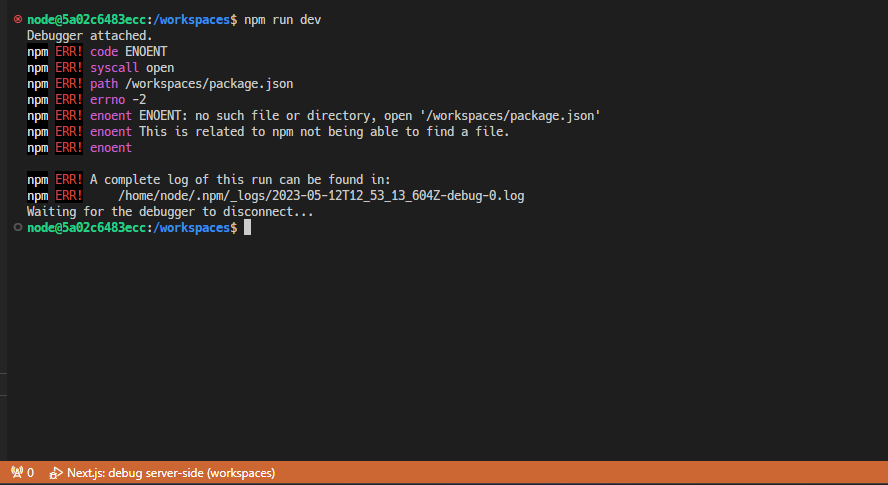 node@5a02c6483ecc:/workspaces$ npm run dev
Debugger attached.
npm ERR! code ENOENT
npm ERR! syscall open
npm ERR! path /workspaces/package.json
npm ERR! errno -2
npm ERR! enoent ENOENT: no such file or directory, open '/workspaces/package.json'
npm ERR! enoent This is related to npm not being able to find a file.
npm ERR! enoent
npm ERR! A complete log of this run can be found in:
npm ERR!     /home/node/.npm/_logs/2023-05-12T12_53_13_604Z-debug-0.log
Waiting for the debugger to disconnect...
node@5a02c6483ecc:/workspaces$
0 Next.js: debug server-side (workspaces)